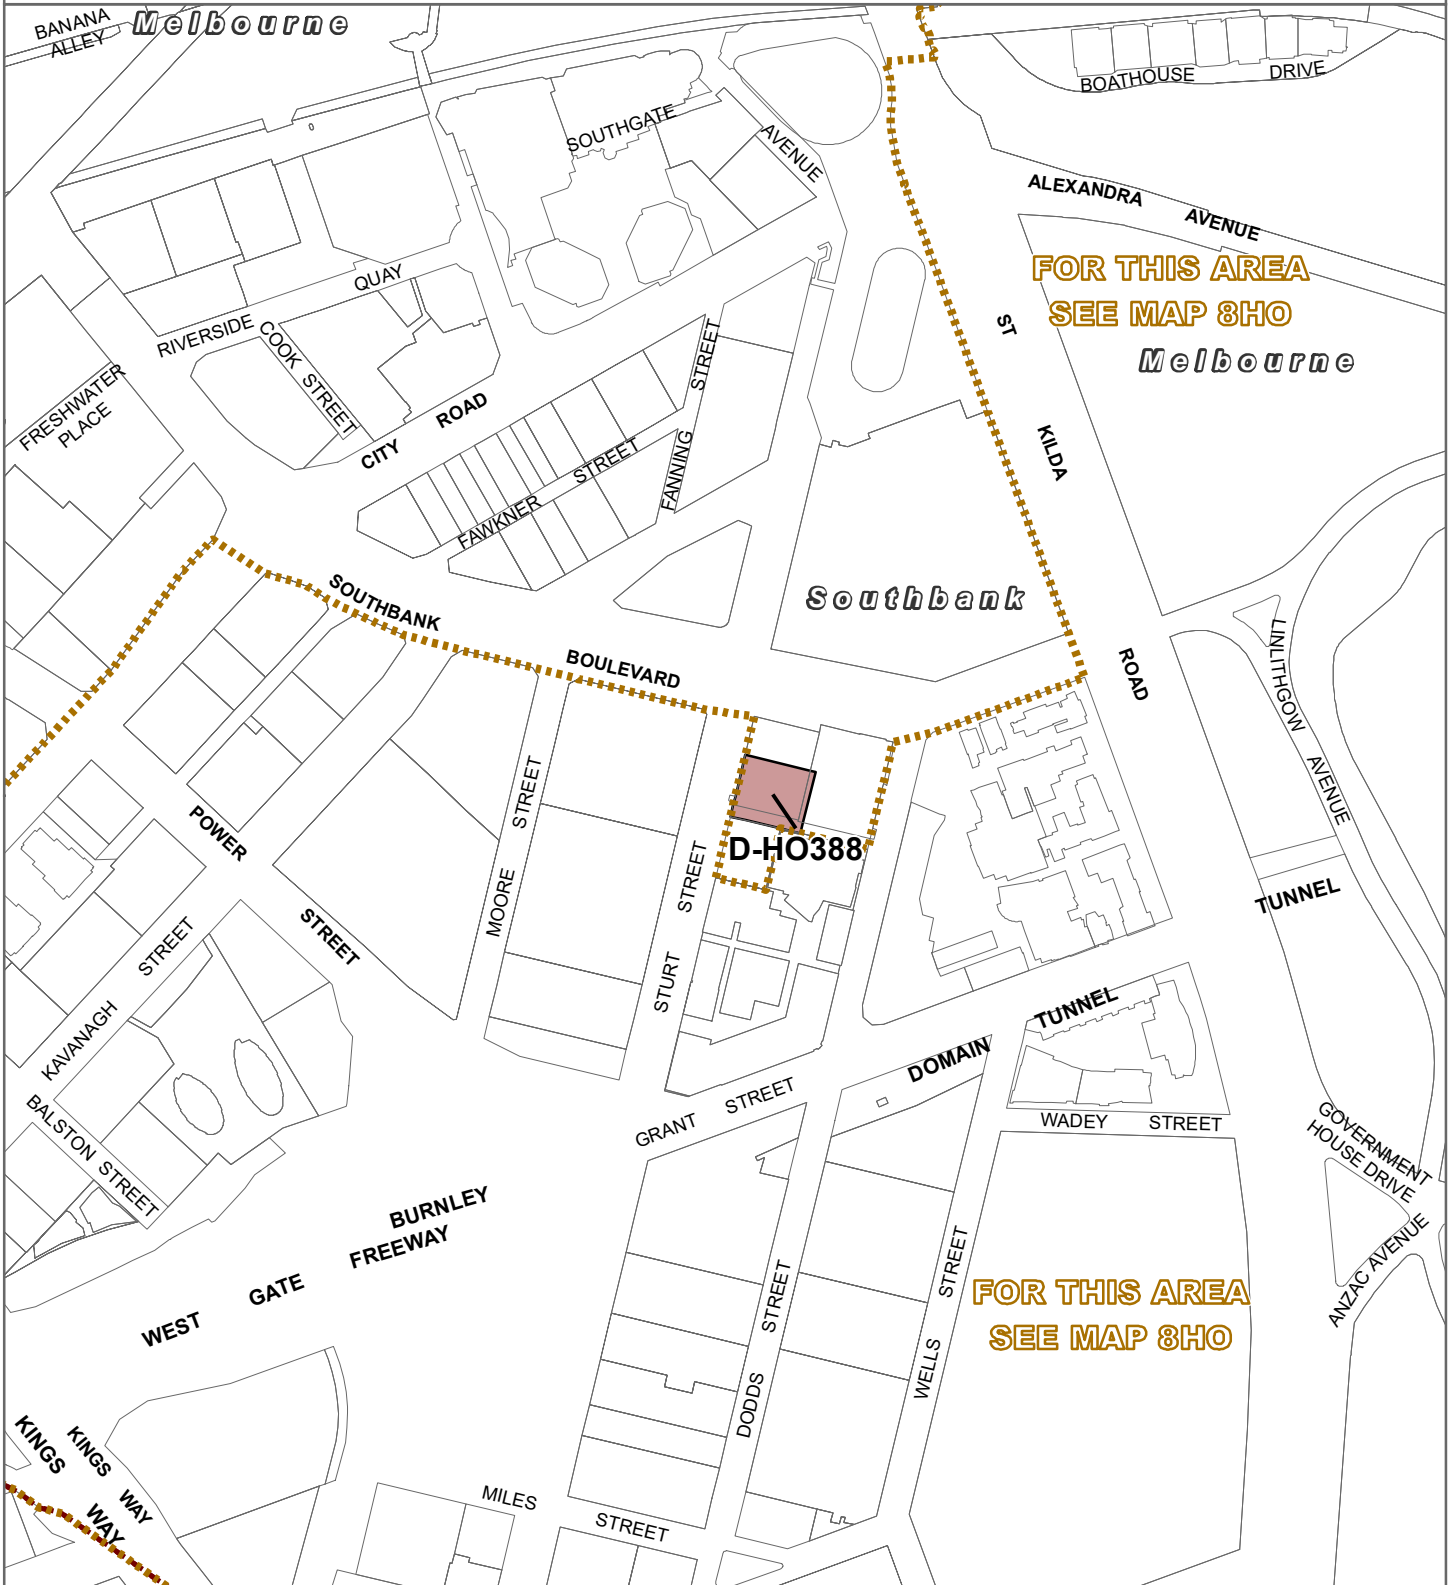 BANANA
ALLEY
Melbourne
BOATHOUSE DRIVE
SOUTHGATE
AVENUE
ALEXANDRA AVENUE
FOR THIS AREA
SEE MAP 8HO
Melbourne
QUAY
RIVERSIDE
COOK STREET
FRESHWATER
PLACE
CITY ROAD
FANNING STREET
FAWKNER STREET
ST KILDA ROAD
SOUTHBANK BOULEVARD
Southbank
LINLITHGOW AVENUE
POWER STREET
MOORE STREET
STURT STREET
D-HO388
TUNNEL
KAVANAGH STREET
BALSTON STREET
DOMAIN TUNNEL
GRANT STREET
WADEY STREET
GOVERNMENT
HOUSE DRIVE
ANZAC AVENUE
BURNLEY
WEST GATE FREEWAY
DODDS STREET
WELLS STREET
FOR THIS AREA
SEE MAP 8HO
KINGS WAY
KINGS WAY
MILES STREET